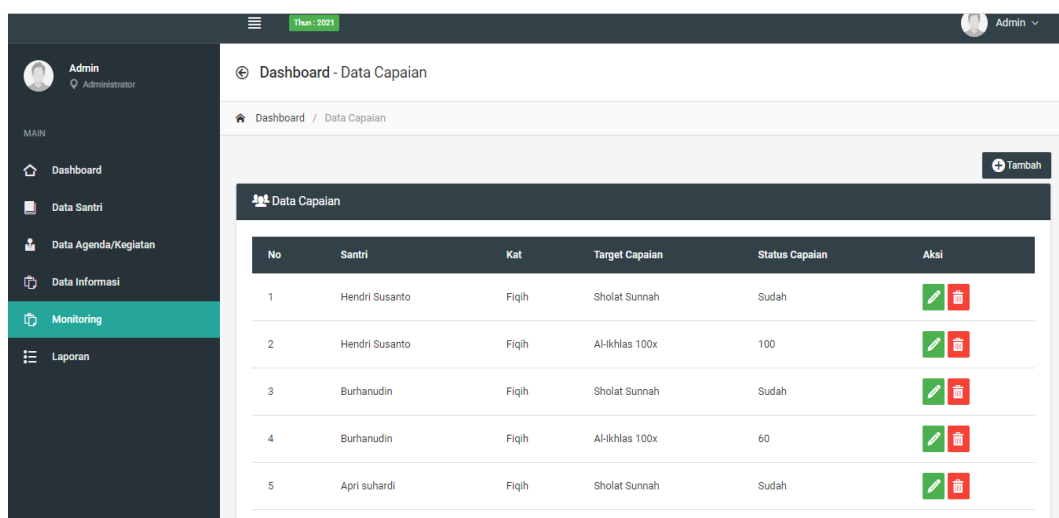 Thun : 2021
Admin
Admin
Administrator
MAIN
Dashboard
Data Santri
Data Agenda/Kegiatan
Data Informasi
Monitoring
Laporan
Dashboard - Data Capaian
Dashboard / Data Capaian
Tambah
Data Capaian
No Santri Kat Target Capaian Status Capaian Aksi
1 Hendri Susanto Fiqih Sholat Sunnah Sudah
2 Hendri Susanto Fiqih Al-Ikhlas 100x 100
3 Burhanudin Fiqih Sholat Sunnah Sudah
4 Burhanudin Fiqih Al-Ikhlas 100x 60
5 Apri suhardi Fiqih Sholat Sunnah Sudah